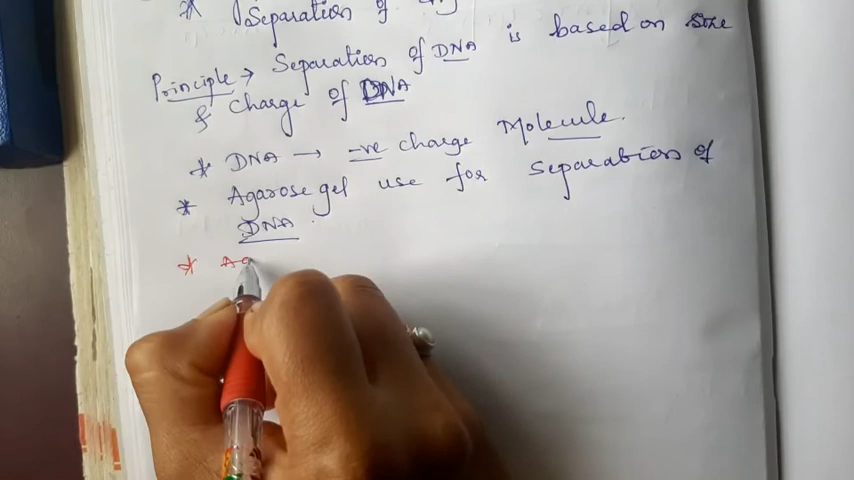 * Separation of
Principle → Separation of DNA is based on size
& Charge of DNA
* DNA → -ve charge Molecule.
* Agarose gel use for Separation of
DNA.
* Ag